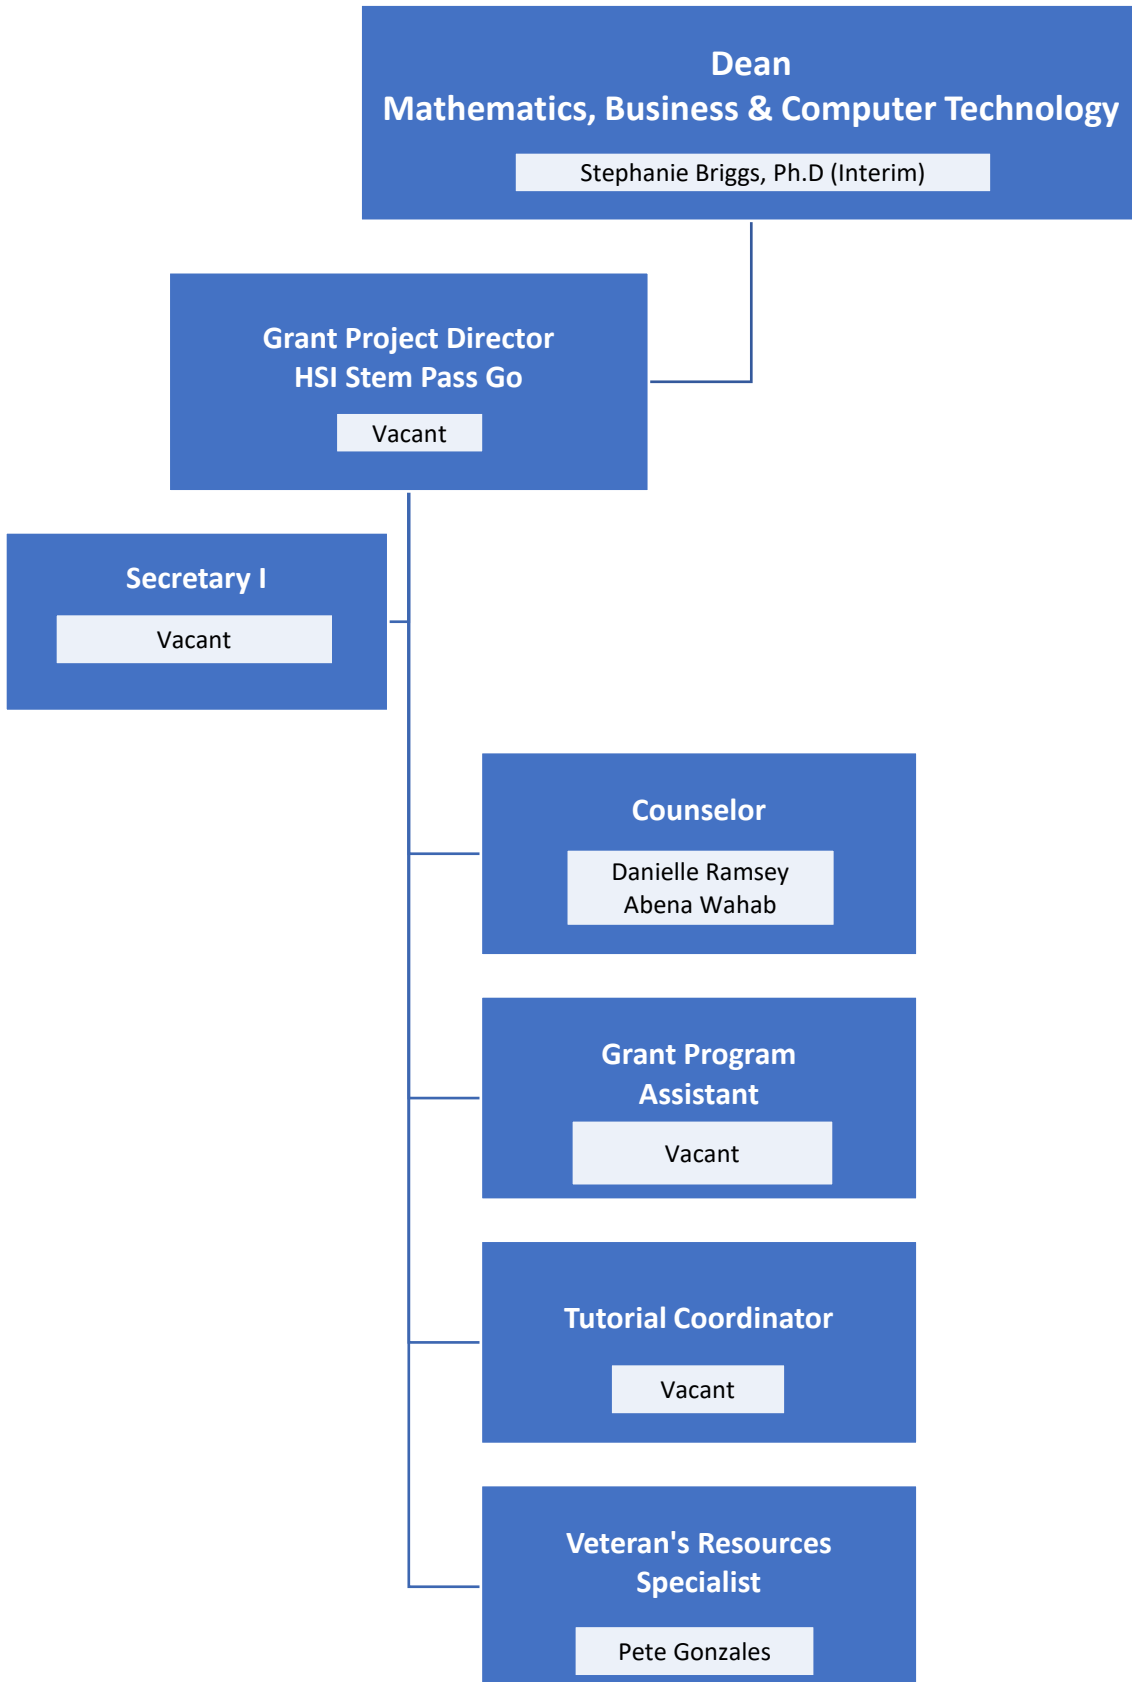 Dean
Mathematics, Business & Computer Technology
Stephanie Briggs, Ph.D (Interim)
Grant Project Director
HSI Stem Pass Go
Vacant
Secretary I
Vacant
Counselor
Danielle Ramsey
Abena Wahab
Grant Program
Assistant
Vacant
Tutorial Coordinator
Vacant
Veteran's Resources
Specialist
Pete Gonzales